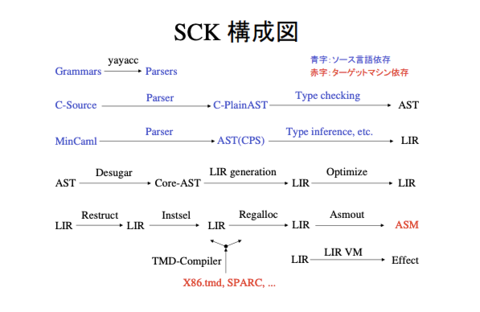 SCK 構成図
yayacc
Grammars Parsers
青字：ソース言語依存
赤字：ターゲットマシン依存
Parser Type checking
C-Source C-PlainAST AST
Parser Type inference, etc.
MinCaml AST(CPS) LIR
Desugar LIR generation Optimize
AST Core-AST LIR LIR
Restruct Instsel Regalloc Asmout
LIR LIR LIR LIR ASM
TMD-Compiler
LIR VM
LIR Effect
X86.tmd, SPARC, ...